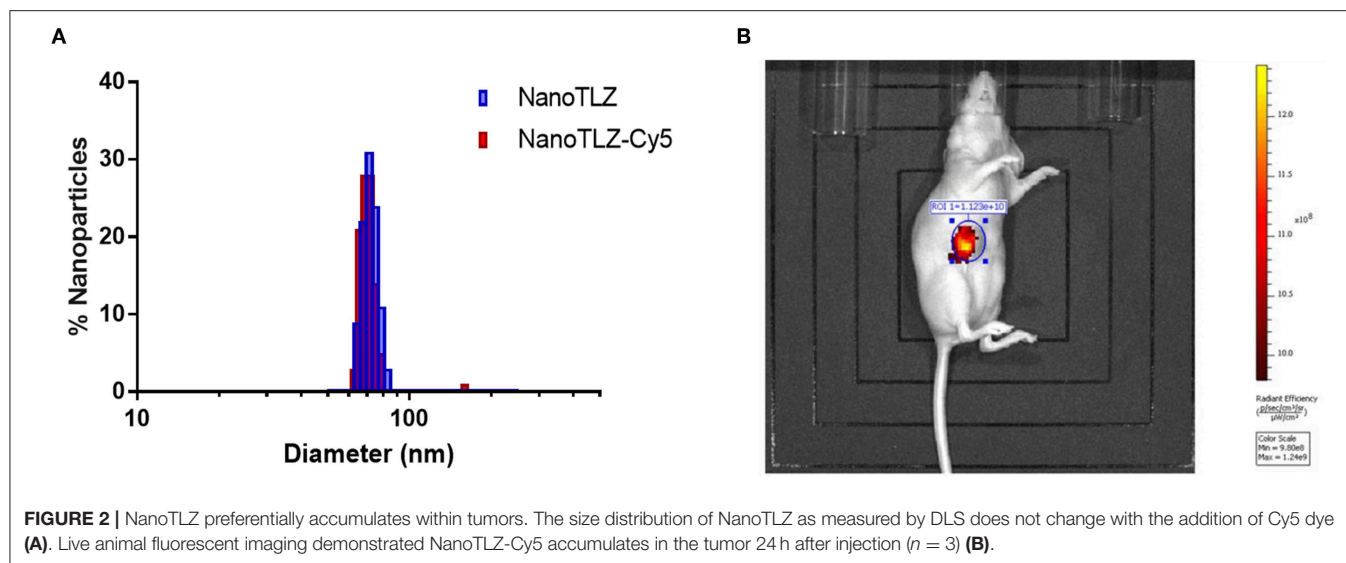 A
B
40
30
20
10
0
% Nanoparticles
NanoTLZ
NanoTLZ-Cy5
10
100
Diameter (nm)
ROI 1=1.123e+10
12.0
11.5
11.0
x10⁸
10.5
10.0
Radiant Efficiency
(p/sec/cm²/sr / µW/cm²)
Color Scale
Min = 9.80e8
Max = 1.24e9
FIGURE 2 | NanoTLZ preferentially accumulates within tumors. The size distribution of NanoTLZ as measured by DLS does not change with the addition of Cy5 dye
(A). Live animal fluorescent imaging demonstrated NanoTLZ-Cy5 accumulates in the tumor 24 h after injection (n = 3) (B).